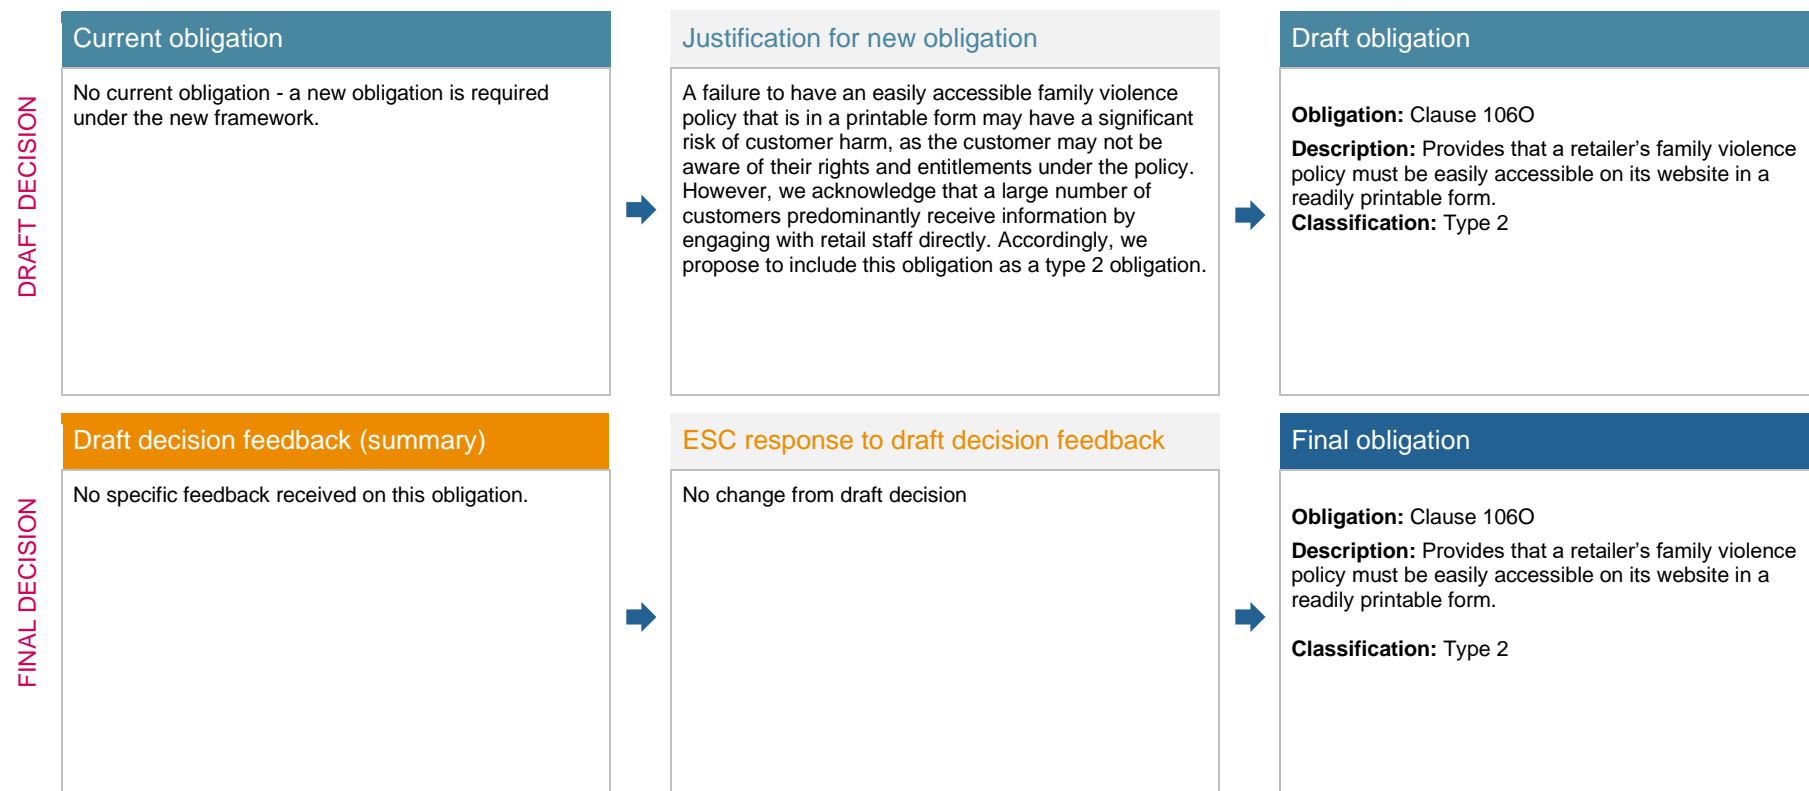 DRAFT DECISION
Current obligation
No current obligation - a new obligation is required
under the new framework.
Justification for new obligation
A failure to have an easily accessible family violence
policy that is in a printable form may have a significant
risk of customer harm, as the customer may not be
aware of their rights and entitlements under the policy.
However, we acknowledge that a large number of
customers predominantly receive information by
engaging with retail staff directly. Accordingly, we
propose to include this obligation as a type 2 obligation.
Draft obligation
Obligation: Clause 106O
Description: Provides that a retailer’s family violence
policy must be easily accessible on its website in a
readily printable form.
Classification: Type 2
FINAL DECISION
Draft decision feedback (summary)
No specific feedback received on this obligation.
ESC response to draft decision feedback
No change from draft decision
Final obligation
Obligation: Clause 106O
Description: Provides that a retailer’s family violence
policy must be easily accessible on its website in a
readily printable form.
Classification: Type 2